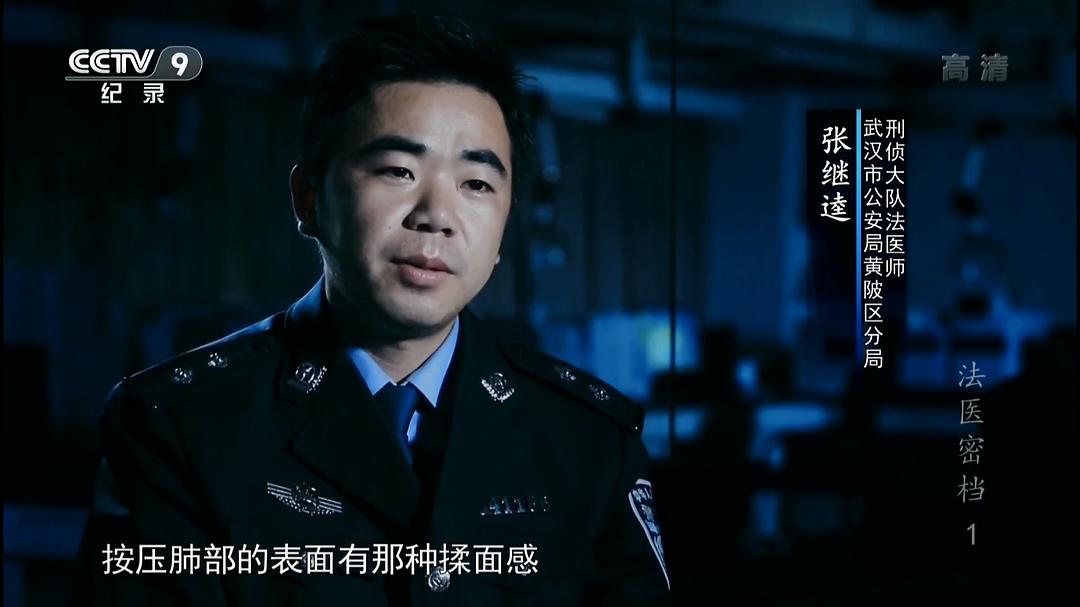 CCTV 9
纪录
高清
刑侦大队法医师
武汉市公安局黄陂区分局
张继逵
法医密档
1
按压肺部的表面有那种揉面感